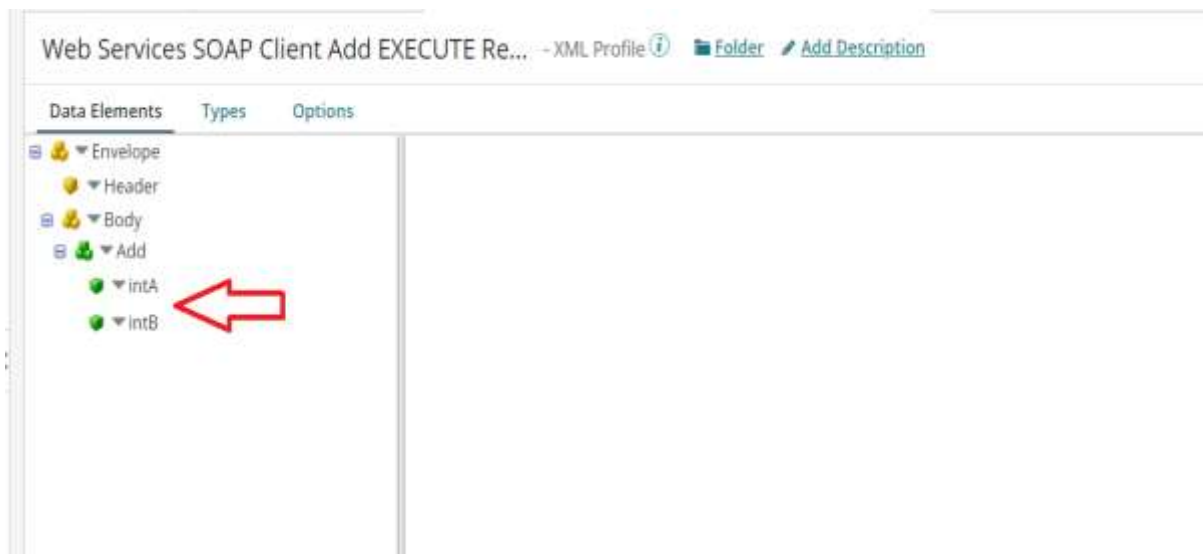 Web Services SOAP Client Add EXECUTE Re... - XML Profile i Folder Add Description
Data Elements Types Options
Envelope
Header
Body
Add
intA
intB